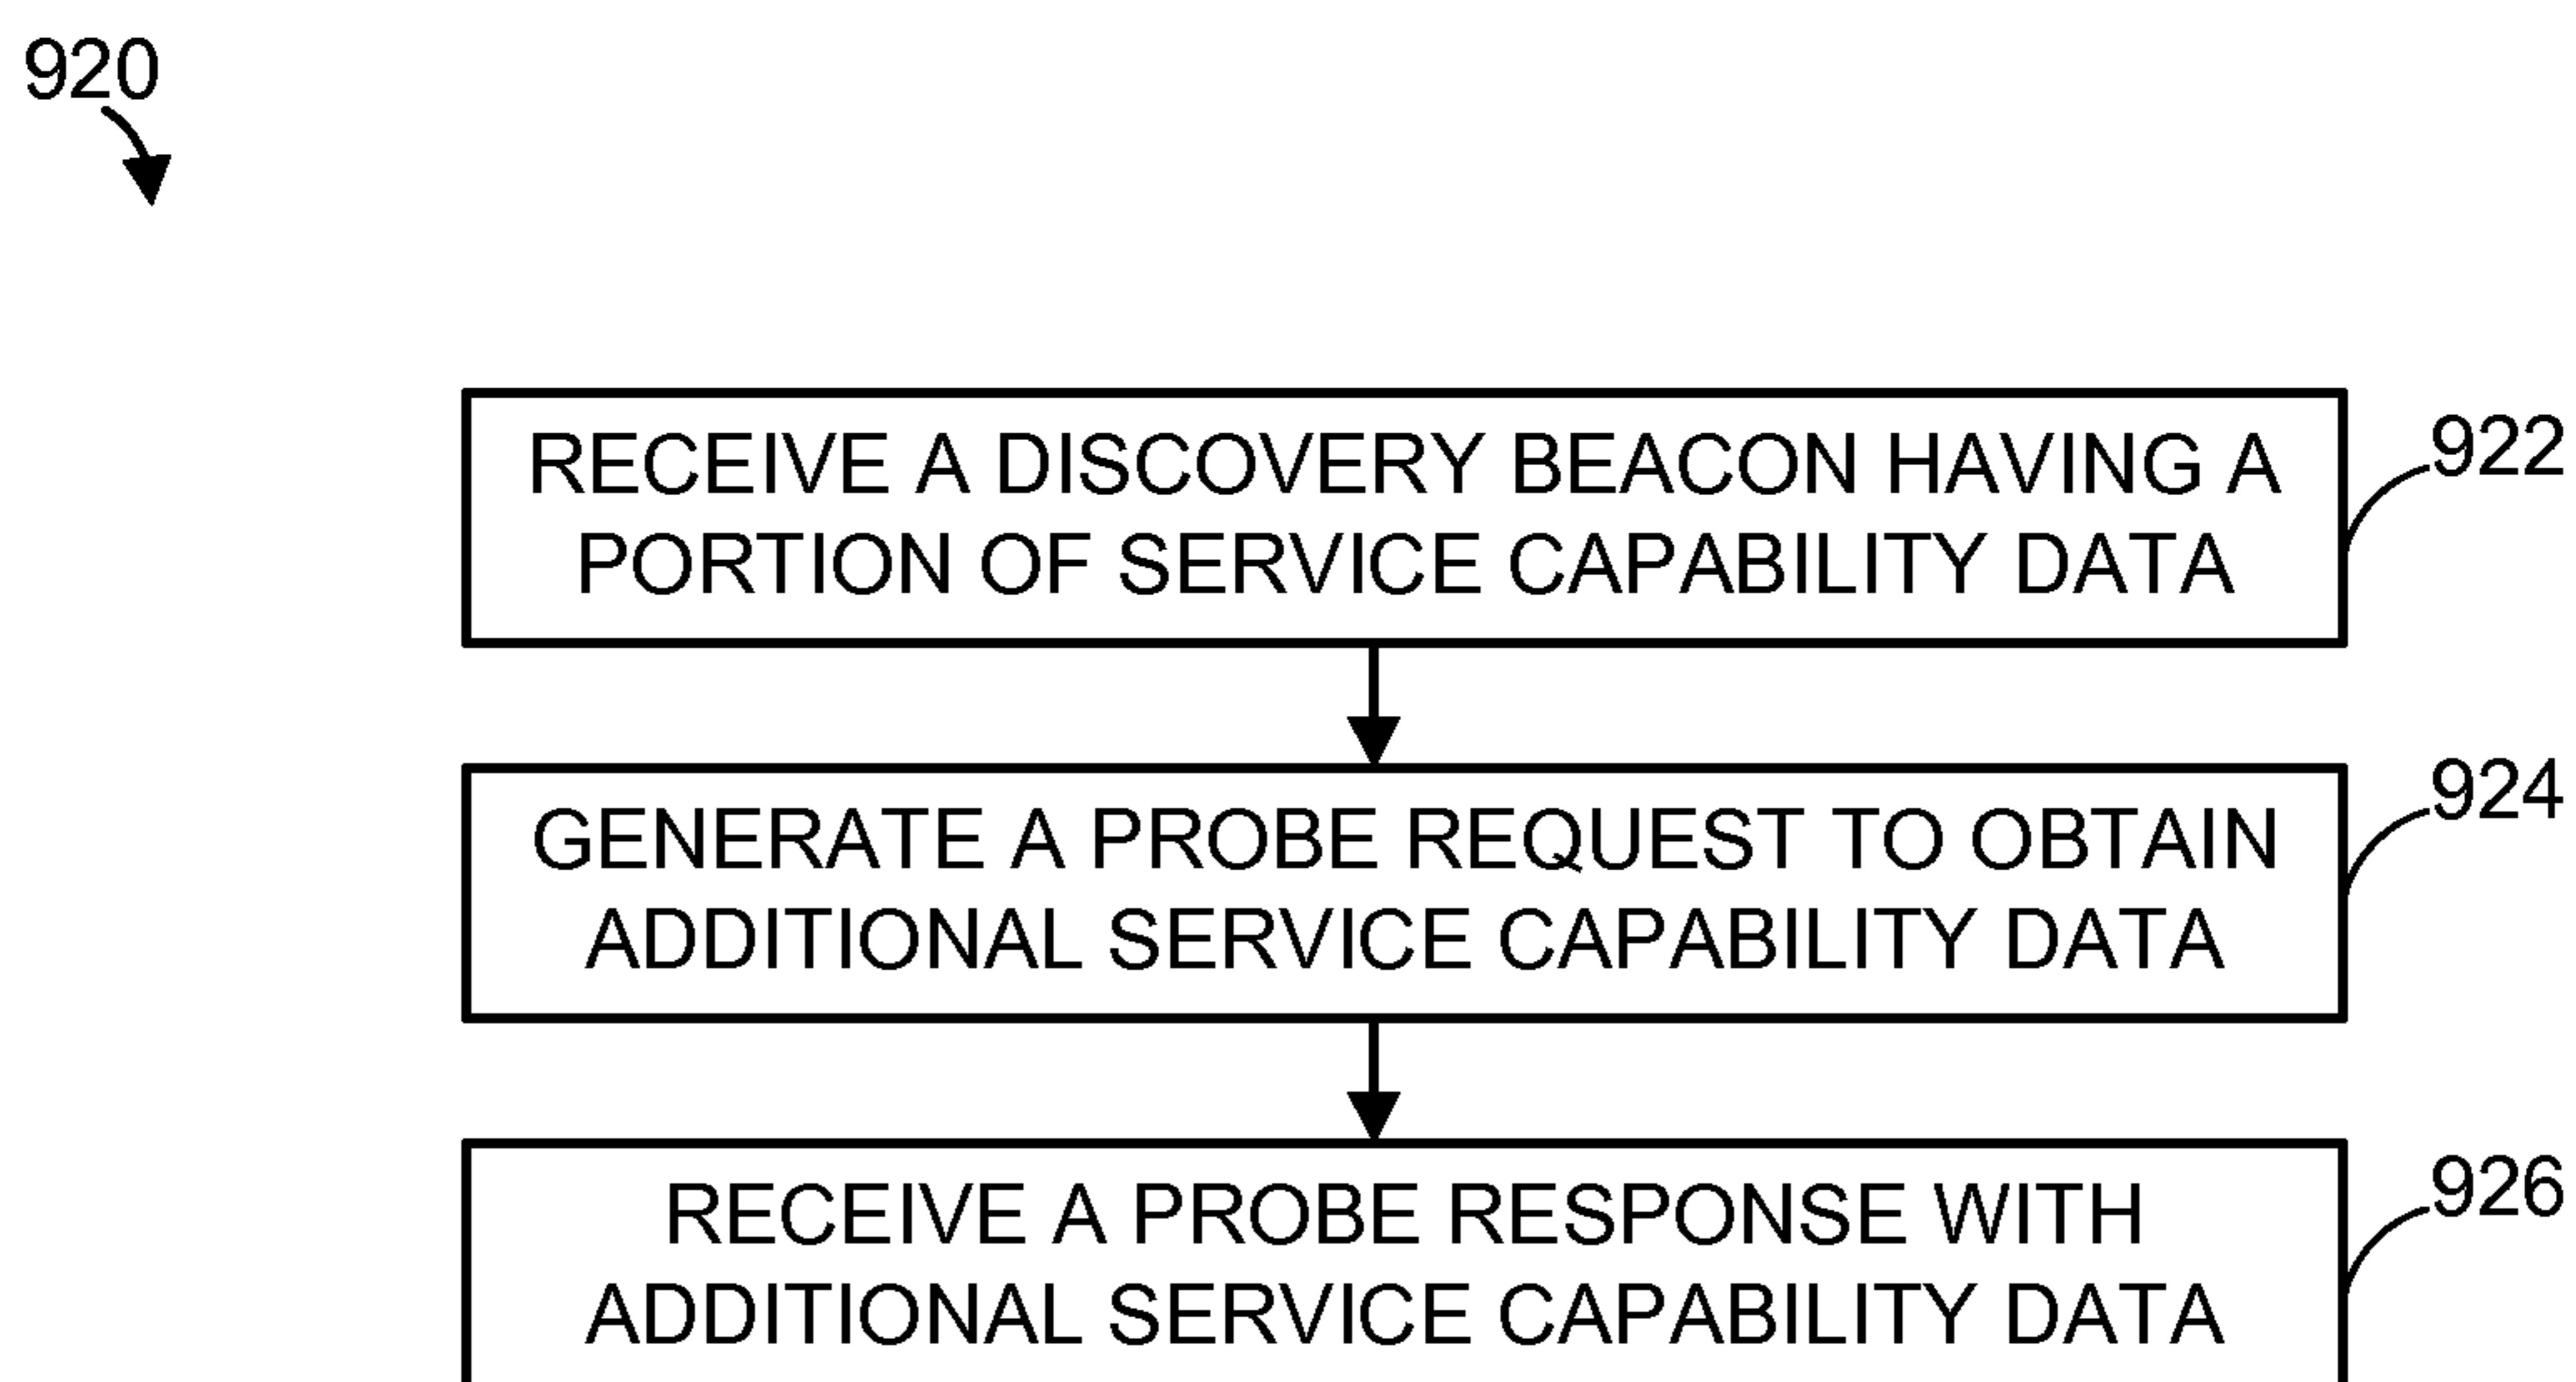 920
RECEIVE A DISCOVERY BEACON HAVING A
PORTION OF SERVICE CAPABILITY DATA
922
GENERATE A PROBE REQUEST TO OBTAIN
ADDITIONAL SERVICE CAPABILITY DATA
924
RECEIVE A PROBE RESPONSE WITH
ADDITIONAL SERVICE CAPABILITY DATA
926